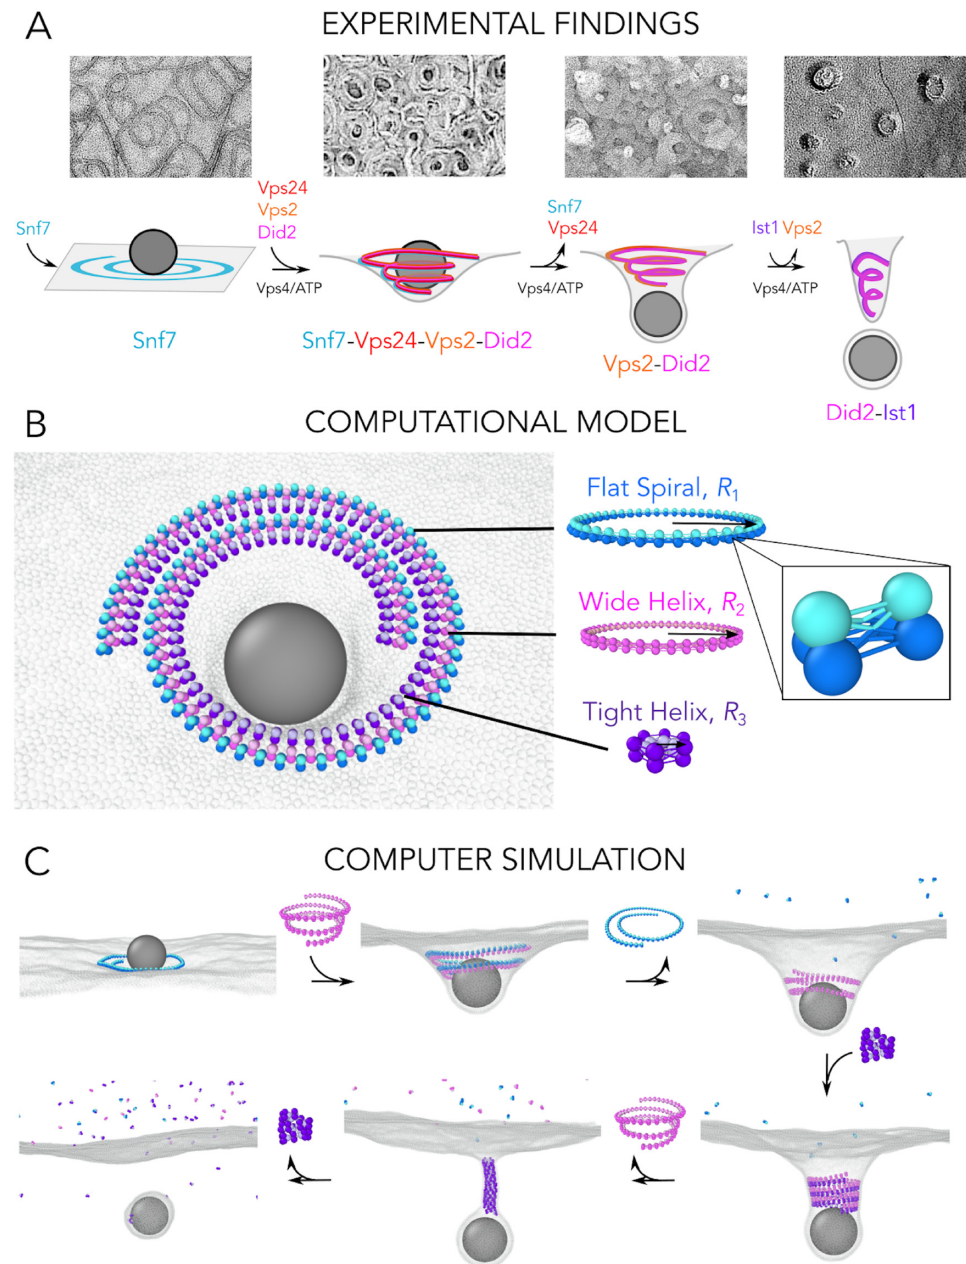 A
EXPERIMENTAL FINDINGS
Snf7
Snf7
Vps24
Vps2
Did2
Vps4/ATP
Snf7-Vps24-Vps2-Did2
Snf7
Vps24
Vps4/ATP
Vps2-Did2
Ist1 Vps2
Vps4/ATP
Did2-Ist1
B
COMPUTATIONAL MODEL
Flat Spiral, R1
Wide Helix, R2
Tight Helix, R3
C
COMPUTER SIMULATION